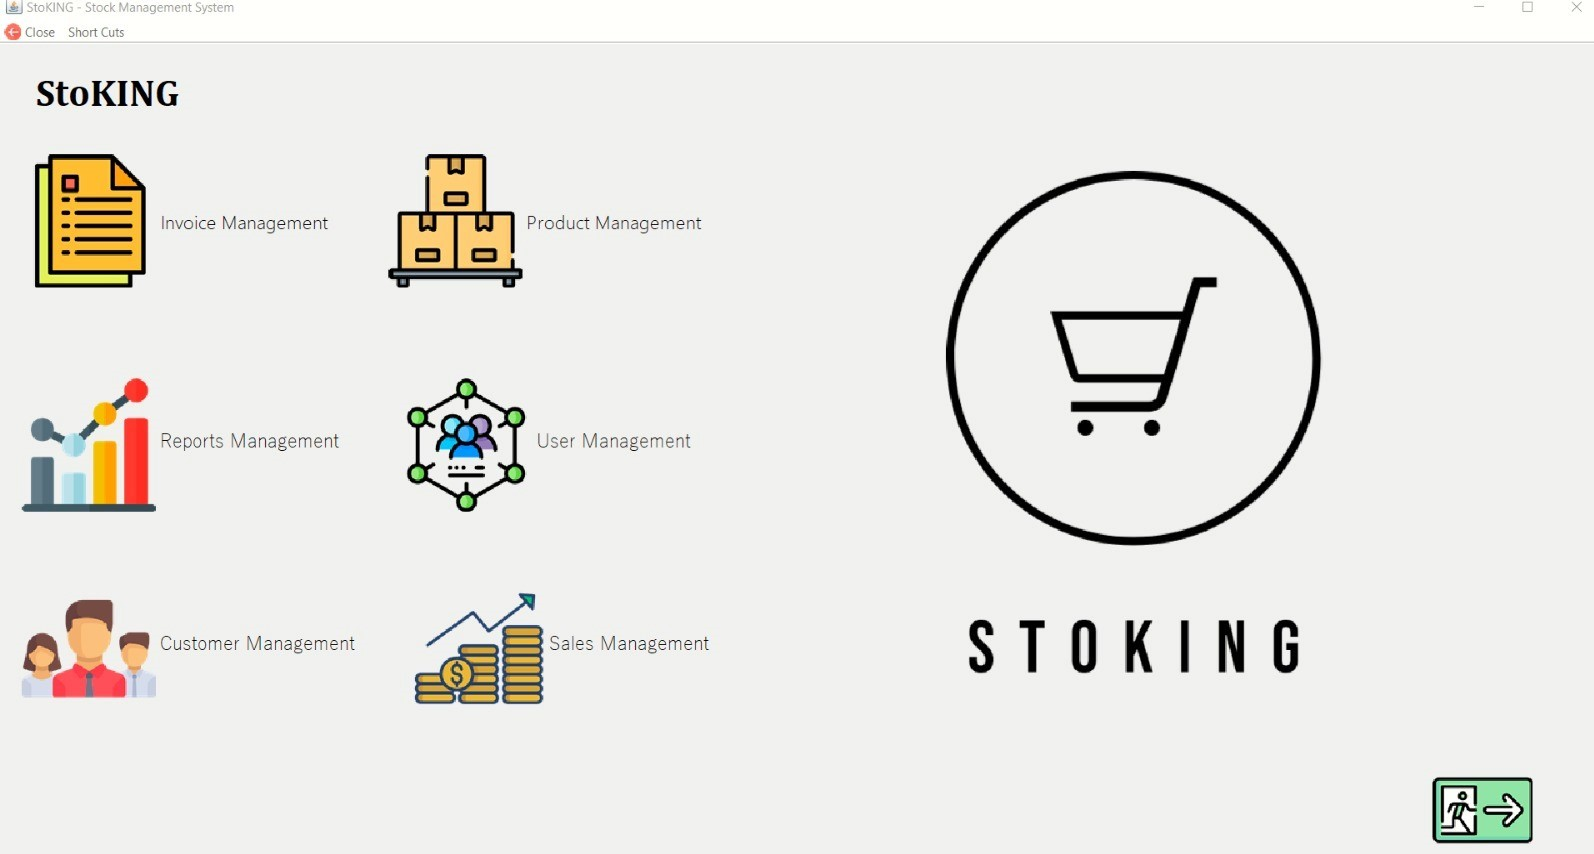 StoKING - Stock Management System
Close Short Cuts
StoKING
Invoice Management
Product Management
Reports Management
User Management
Customer Management
Sales Management
$
STOKING